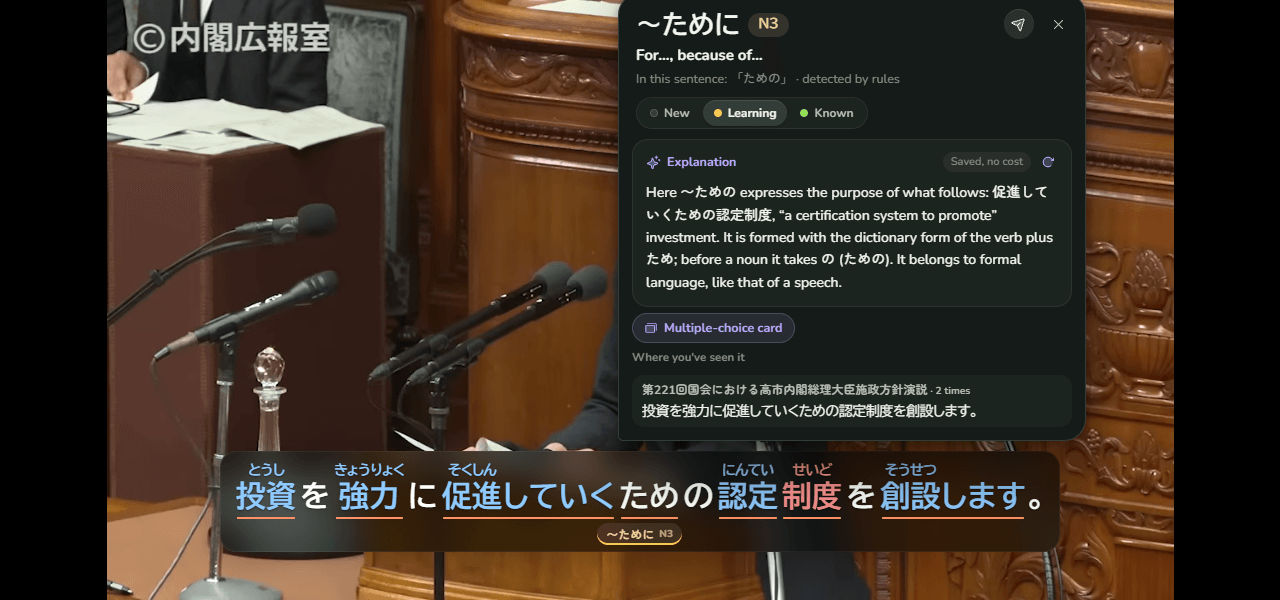 ©内閣広報室
〜ために N3
For..., because of...
In this sentence: 「ための」 · detected by rules
New Learning Known
Explanation
Saved, no cost
Here 〜ための expresses the purpose of what follows: 促進して
いくための認定制度, “a certification system to promote”
investment. It is formed with the dictionary form of the verb plus
ため; before a noun it takes の (ための). It belongs to formal
language, like that of a speech.
Multiple-choice card
Where you've seen it
第221回国会における高市内閣総理大臣施政方針演説 · 2 times
投資を強力に促進していくための認定制度を創設します。
とうし きょうりょく そくしん にんてい せいど そうせつ
投資を強力に促進していくための認定制度を創設します。
〜ために N3